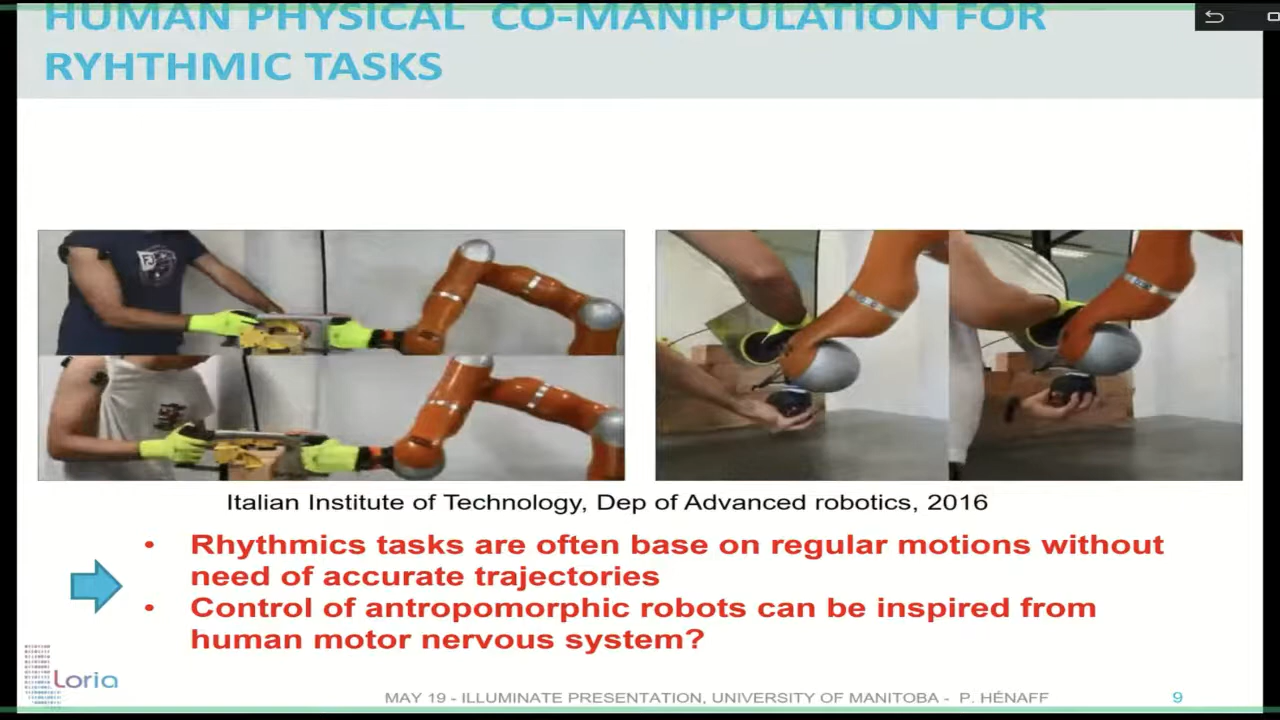 HUMAN PHYSICAL CO-MANIPULATION FOR
RYHTHMIC TASKS
Italian Institute of Technology, Dep of Advanced robotics, 2016
• Rhythmics tasks are often base on regular motions without
need of accurate trajectories
• Control of antropomorphic robots can be inspired from
human motor nervous system?
Loria
MAY 19 - ILLUMINATE PRESENTATION, UNIVERSITY OF MANITOBA - P. HÉNAFF
9